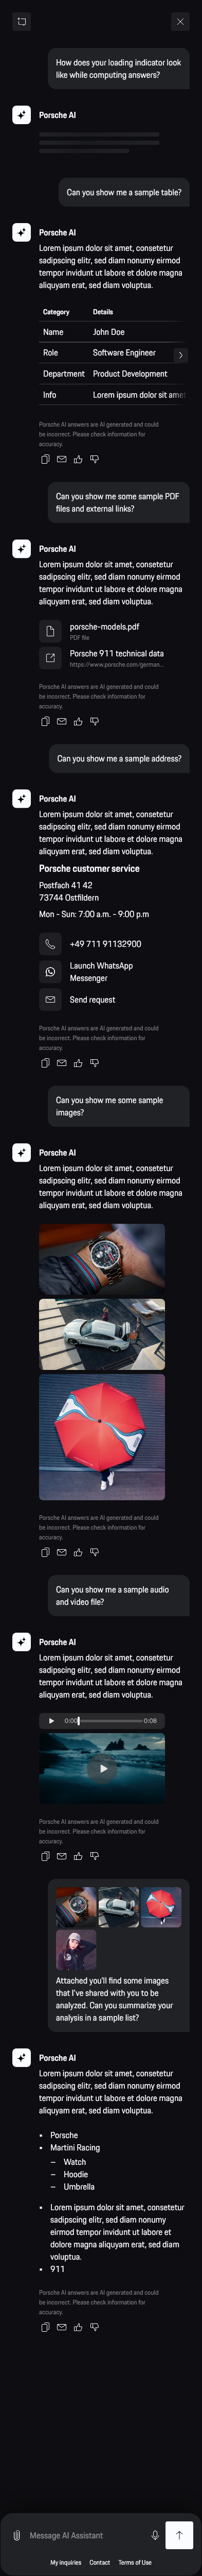 How does your loading indicator look
like while computing answers?
Porsche AI
Can you show me a sample table?
Porsche AI
Lorem ipsum dolor sit amet, consetetur
sadipscing elitr, sed diam nonumy eirmod
tempor invidunt ut labore et dolore magna
aliquyam erat, sed diam voluptua.
Category Details
Name John Doe
Role Software Engineer
Department Product Development
Info Lorem ipsum dolor sit amet
Porsche AI answers are AI generated and could
be incorrect. Please check information for
accuracy.
Can you show me some sample PDF
files and external links?
Porsche AI
Lorem ipsum dolor sit amet, consetetur
sadipscing elitr, sed diam nonumy eirmod
tempor invidunt ut labore et dolore magna
aliquyam erat, sed diam voluptua.
porsche-models.pdf
PDF file
Porsche 911 technical data
https://www.porsche.com/german...
Porsche AI answers are AI generated and could
be incorrect. Please check information for
accuracy.
Can you show me a sample address?
Porsche AI
Lorem ipsum dolor sit amet, consetetur
sadipscing elitr, sed diam nonumy eirmod
tempor invidunt ut labore et dolore magna
aliquyam erat, sed diam voluptua.
Porsche customer service
Postfach 41 42
73744 Ostfildern
Mon - Sun: 7:00 a.m. - 9:00 p.m
+49 711 91132900
Launch WhatsApp
Messenger
Send request
Porsche AI answers are AI generated and could
be incorrect. Please check information for
accuracy.
Can you show me some sample
images?
Porsche AI
Lorem ipsum dolor sit amet, consetetur
sadipscing elitr, sed diam nonumy eirmod
tempor invidunt ut labore et dolore magna
aliquyam erat, sed diam voluptua.
Porsche AI answers are AI generated and could
be incorrect. Please check information for
accuracy.
Can you show me a sample audio
and video file?
Porsche AI
Lorem ipsum dolor sit amet, consetetur
sadipscing elitr, sed diam nonumy eirmod
tempor invidunt ut labore et dolore magna
aliquyam erat, sed diam voluptua.
0:00 0:08
Porsche AI answers are AI generated and could
be incorrect. Please check information for
accuracy.
Attached you'll find some images
that I've shared with you to be
analyzed. Can you summarize your
analysis in a sample list?
Porsche AI
Lorem ipsum dolor sit amet, consetetur
sadipscing elitr, sed diam nonumy eirmod
tempor invidunt ut labore et dolore magna
aliquyam erat, sed diam voluptua.
• Porsche
• Martini Racing
– Watch
– Hoodie
– Umbrella
• Lorem ipsum dolor sit amet, consetetur
sadipscing elitr, sed diam nonumy
eirmod tempor invidunt ut labore et
dolore magna aliquyam erat, sed diam
voluptua.
• 911
Porsche AI answers are AI generated and could
be incorrect. Please check information for
accuracy.
Message AI Assistant
My inquiries Contact Terms of Use